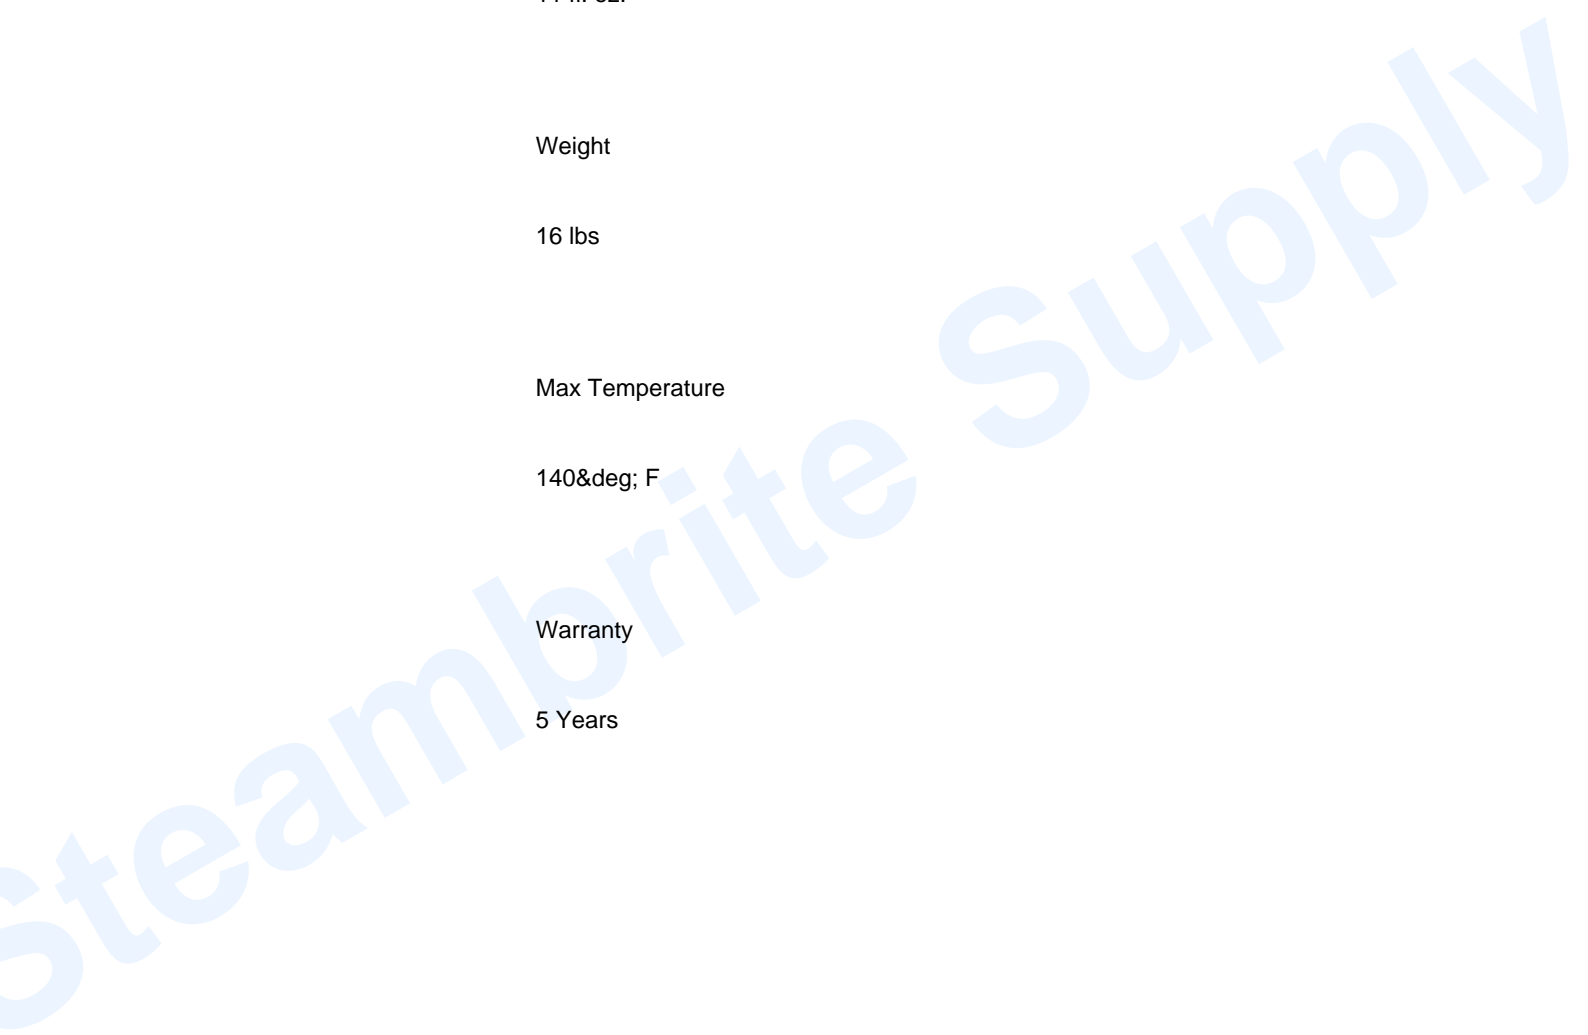 Weight
16 lbs
Max Temperature
140&deg; F
Warranty
5 Years
Steambrite Supply